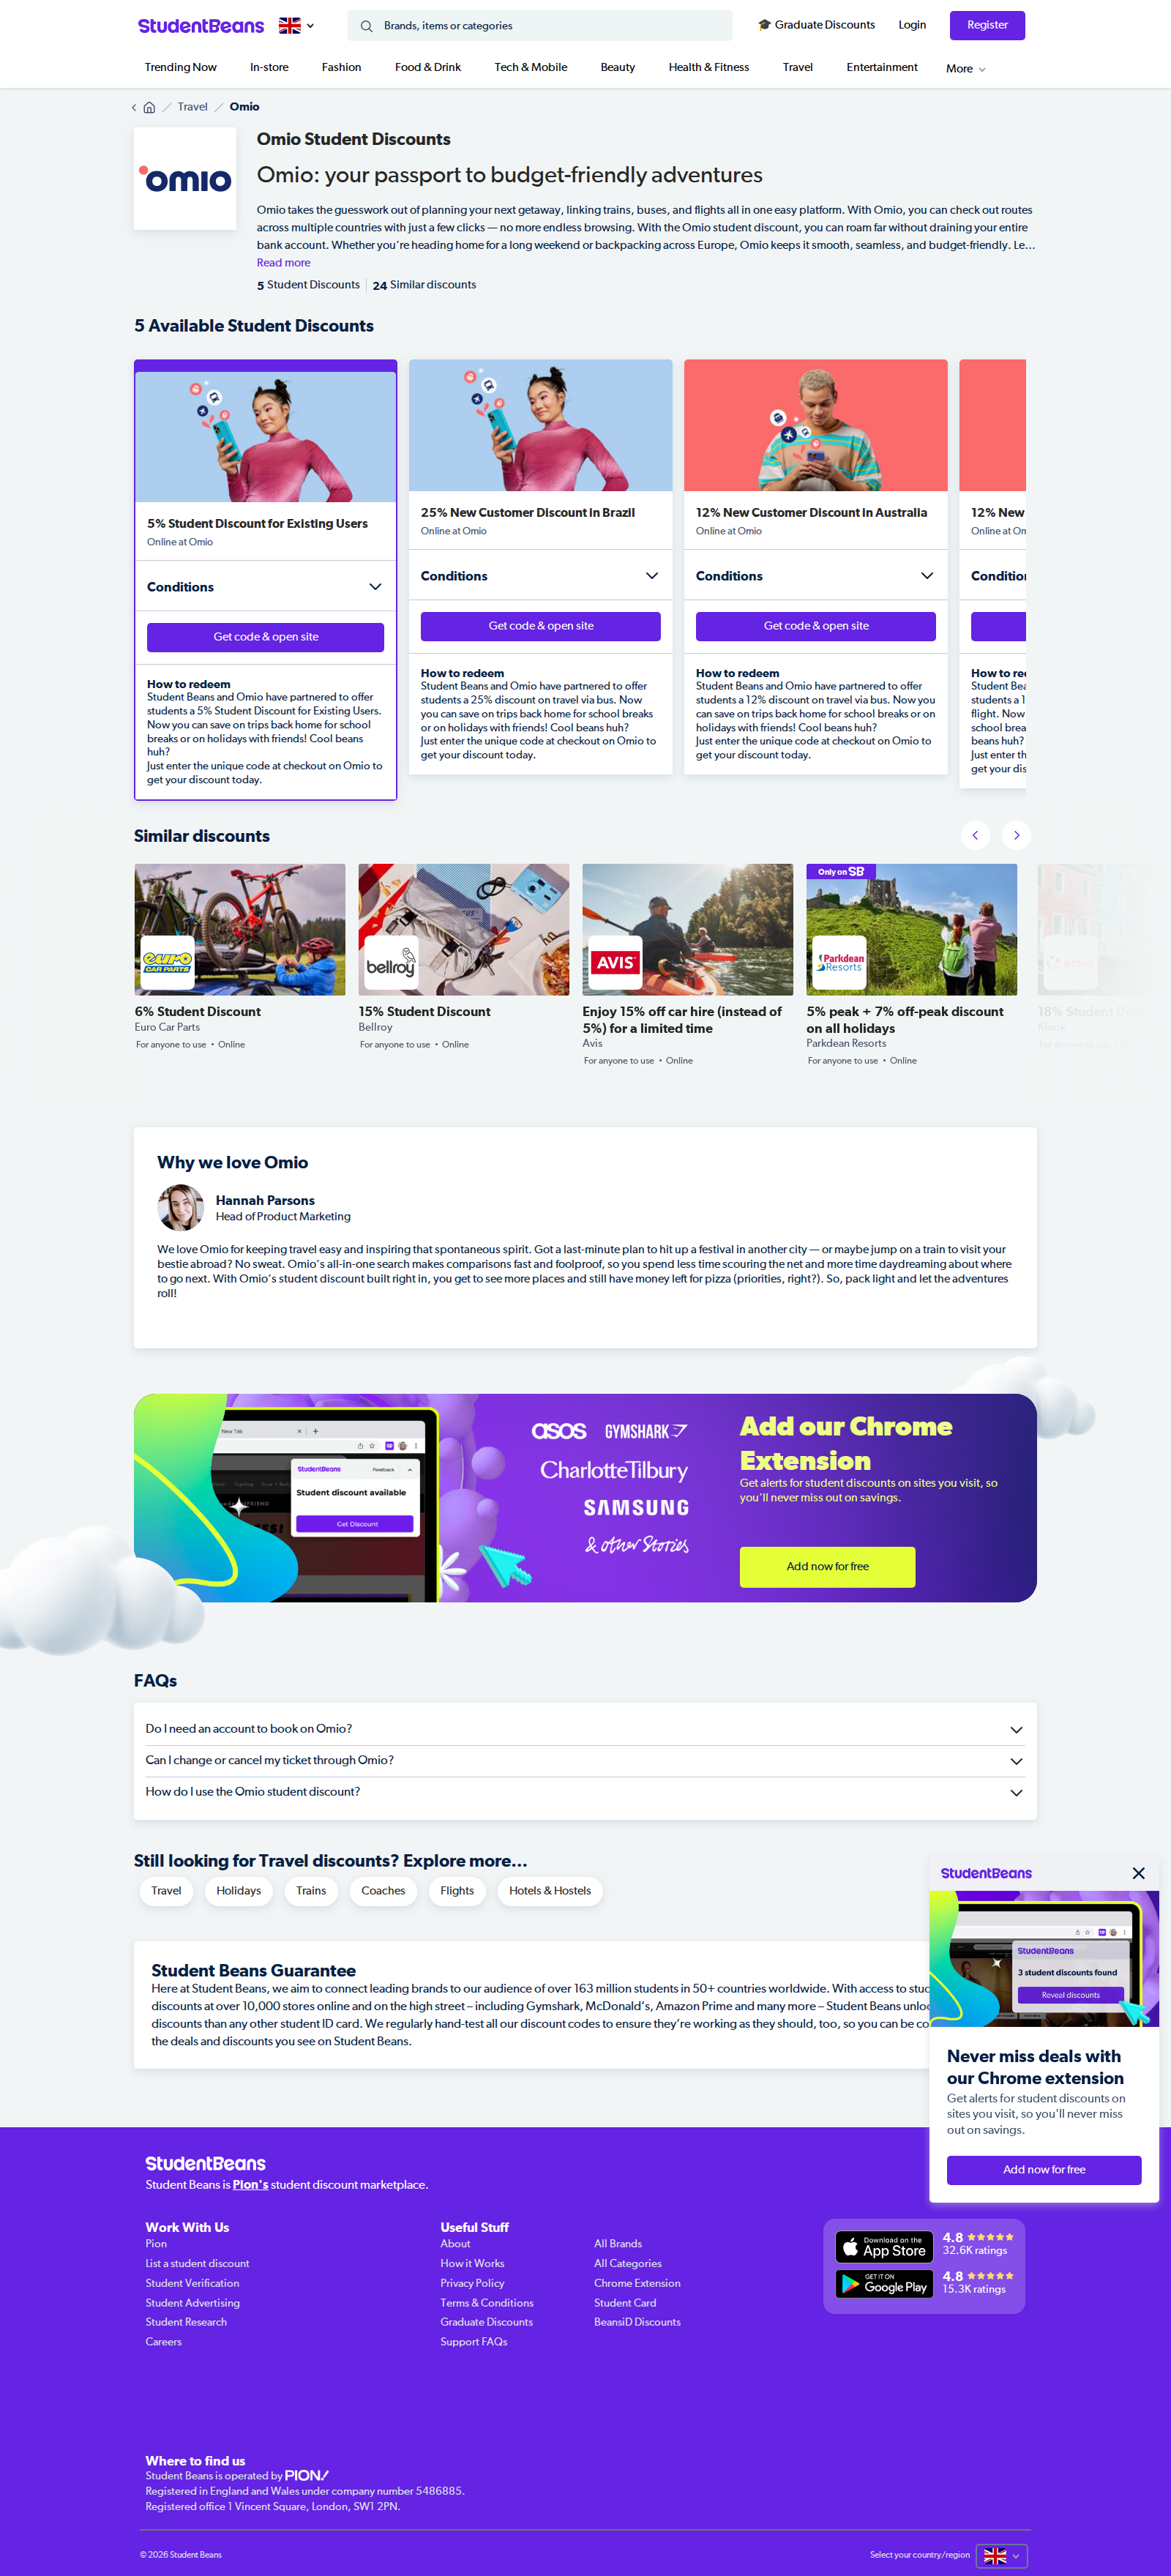 StudentBeans
Brands, items or categories
🎓 Graduate Discounts
Login
Register
Trending Now
In-store
Fashion
Food & Drink
Tech & Mobile
Beauty
Health & Fitness
Travel
Entertainment
More
Travel
Omio
omio
Omio Student Discounts
Omio: your passport to budget-friendly adventures
Omio takes the guesswork out of planning your next getaway, linking trains, buses, and flights all in one easy platform. With Omio, you can check out routes
across multiple countries with just a few clicks — no more endless browsing. With the Omio student discount, you can roam far without draining your entire
bank account. Whether you're heading home for a long weekend or backpacking across Europe, Omio keeps it smooth, seamless, and budget-friendly. Le...
Read more
5 Student Discounts
24 Similar discounts
5 Available Student Discounts
5% Student Discount for Existing Users
Online at Omio
Conditions
Get code & open site
How to redeem
Student Beans and Omio have partnered to offer
students a 5% Student Discount for Existing Users.
Now you can save on trips back home for school
breaks or on holidays with friends! Cool beans
huh?
Just enter the unique code at checkout on Omio to
get your discount today.
25% New Customer Discount in Brazil
Online at Omio
Conditions
Get code & open site
How to redeem
Student Beans and Omio have partnered to offer
students a 25% discount on travel via bus. Now
you can save on trips back home for school breaks
or on holidays with friends! Cool beans huh?
Just enter the unique code at checkout on Omio to
get your discount today.
12% New Customer Discount in Australia
Online at Omio
Conditions
Get code & open site
How to redeem
Student Beans and Omio have partnered to offer
students a 12% discount on travel via bus. Now you
can save on trips back home for school breaks or on
holidays with friends! Cool beans huh?
Just enter the unique code at checkout on Omio to
get your discount today.
12% New
Online at
How to
Student
students a
flight. Now
school
beans huh?
Just enter
get your
Similar discounts
EURO
CAR PARTS
6% Student Discount
Euro Car Parts
For anyone to use • Online
bellroy
15% Student Discount
Bellroy
For anyone to use • Online
AVIS
Enjoy 15% off car hire (instead of
5%) for a limited time
Avis
For anyone to use • Online
Only on SB
Parkdean
Resorts
5% peak + 7% off-peak discount
on all holidays
Parkdean Resorts
For anyone to use • Online
klook
18% Student
Klook
For anyone to use
Why we love Omio
Hannah Parsons
Head of Product Marketing
We love Omio for keeping travel easy and inspiring that spontaneous spirit. Got a last-minute plan to hit up a festival in another city — or maybe jump on a train to visit your
bestie abroad? No sweat. Omio's all-in-one search makes comparisons fast and foolproof, so you spend less time scouring the net and more time daydreaming about where
to go next. With Omio's student discount built right in, you get to see more places and still have money left for pizza (priorities, right?). So, pack light and let the adventures
roll!
New Tab
StudentBeans
Feedback
Student discount available
Get Discount
asos
GYMSHARK
Charlotte Tilbury
SAMSUNG
& other Stories
Add our Chrome
Extension
Get alerts for student discounts on sites you visit, so
you'll never miss out on savings.
Add now for free
FAQs
Do I need an account to book on Omio?
Can I change or cancel my ticket through Omio?
How do I use the Omio student discount?
Still looking for Travel discounts? Explore more...
Travel
Holidays
Trains
Coaches
Flights
Hotels & Hostels
Student Beans Guarantee
Here at Student Beans, we aim to connect leading brands to our audience of over 163 million students in 50+ countries worldwide. With access to
discounts at over 10,000 stores online and on the high street – including Gymshark, McDonald's, Amazon Prime and many more – Student Beans
discounts than any other student ID card. We regularly hand-test all our discount codes to ensure they're working as they should, too, so you can be
the deals and discounts you see on Student Beans.
StudentBeans
StudentBeans
3 student discounts found
Reveal discounts
Never miss deals with
our Chrome extension
Get alerts for student discounts on
sites you visit, so you'll never miss
out on savings.
Add now for free
StudentBeans
Student Beans is Pion's student discount marketplace.
Work With Us
Pion
List a student discount
Student Verification
Student Advertising
Student Research
Careers
Useful Stuff
About
How it Works
Privacy Policy
Terms & Conditions
Graduate Discounts
Support FAQs
All Brands
All Categories
Chrome Extension
Student Card
BeansiD Discounts
Download on the
App Store
4.8
32.6K ratings
GET IT ON
Google Play
4.8
15.3K ratings
Where to find us
Student Beans is operated by PION!
Registered in England and Wales under company number 5486885.
Registered office 1 Vincent Square, London, SW1 2PN.
© 2026 Student Beans
Select your country/region